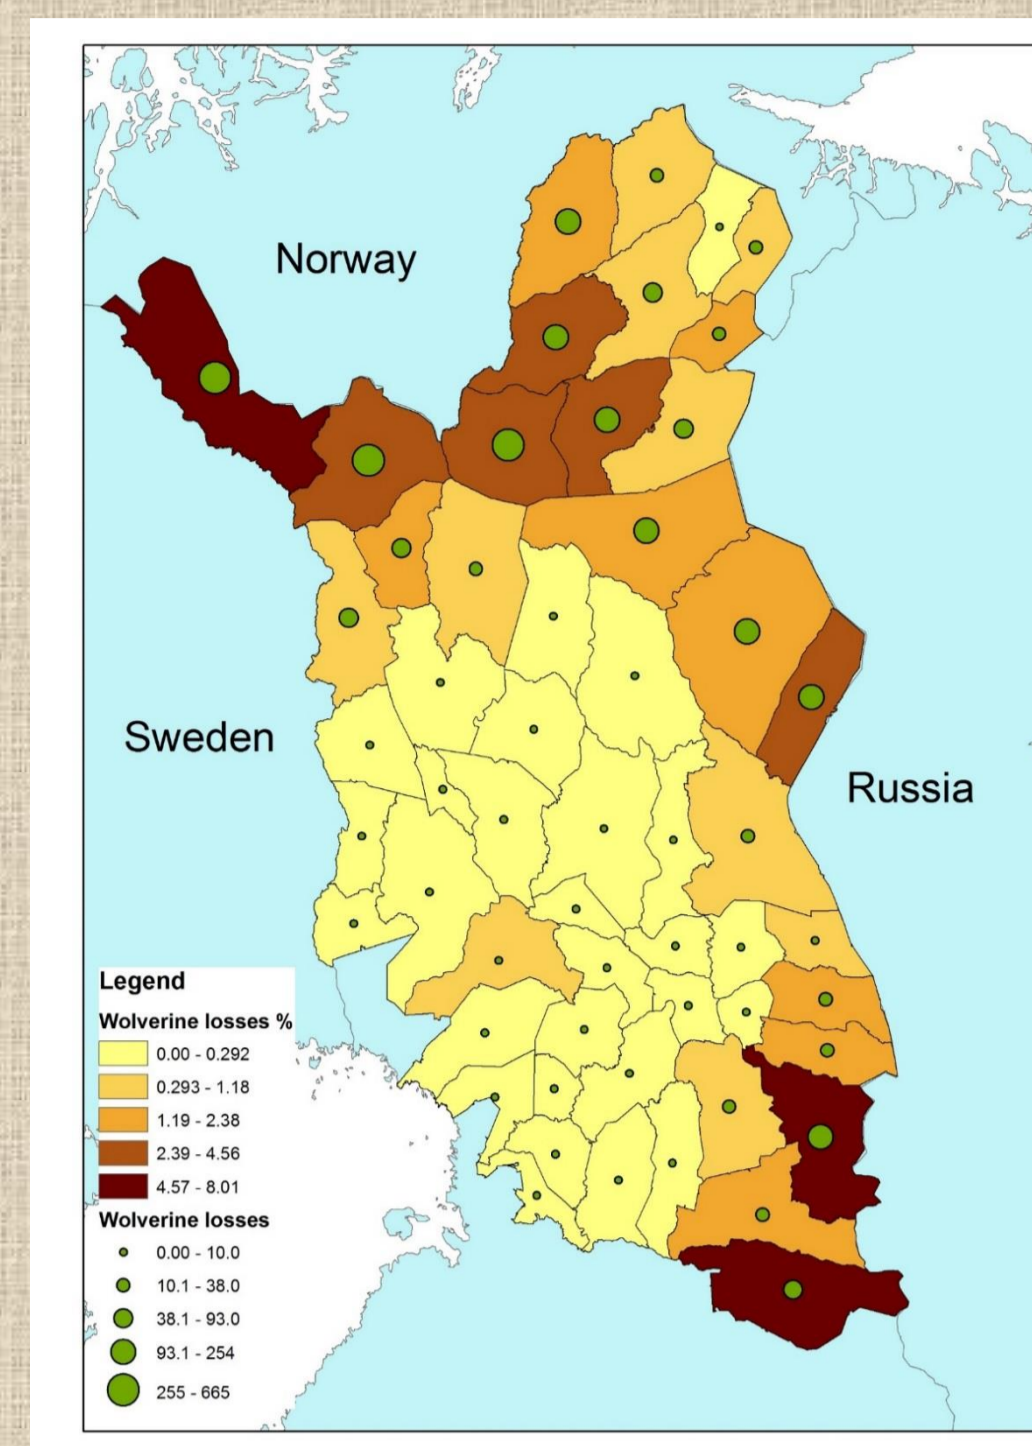 Norway
Sweden
Russia
Legend
Wolverine losses %
0.00 - 0.292
0.293 - 1.18
1.19 - 2.38
2.39 - 4.56
4.57 - 8.01
Wolverine losses
0.00 - 10.0
10.1 - 38.0
38.1 - 93.0
93.1 - 254
255 - 665